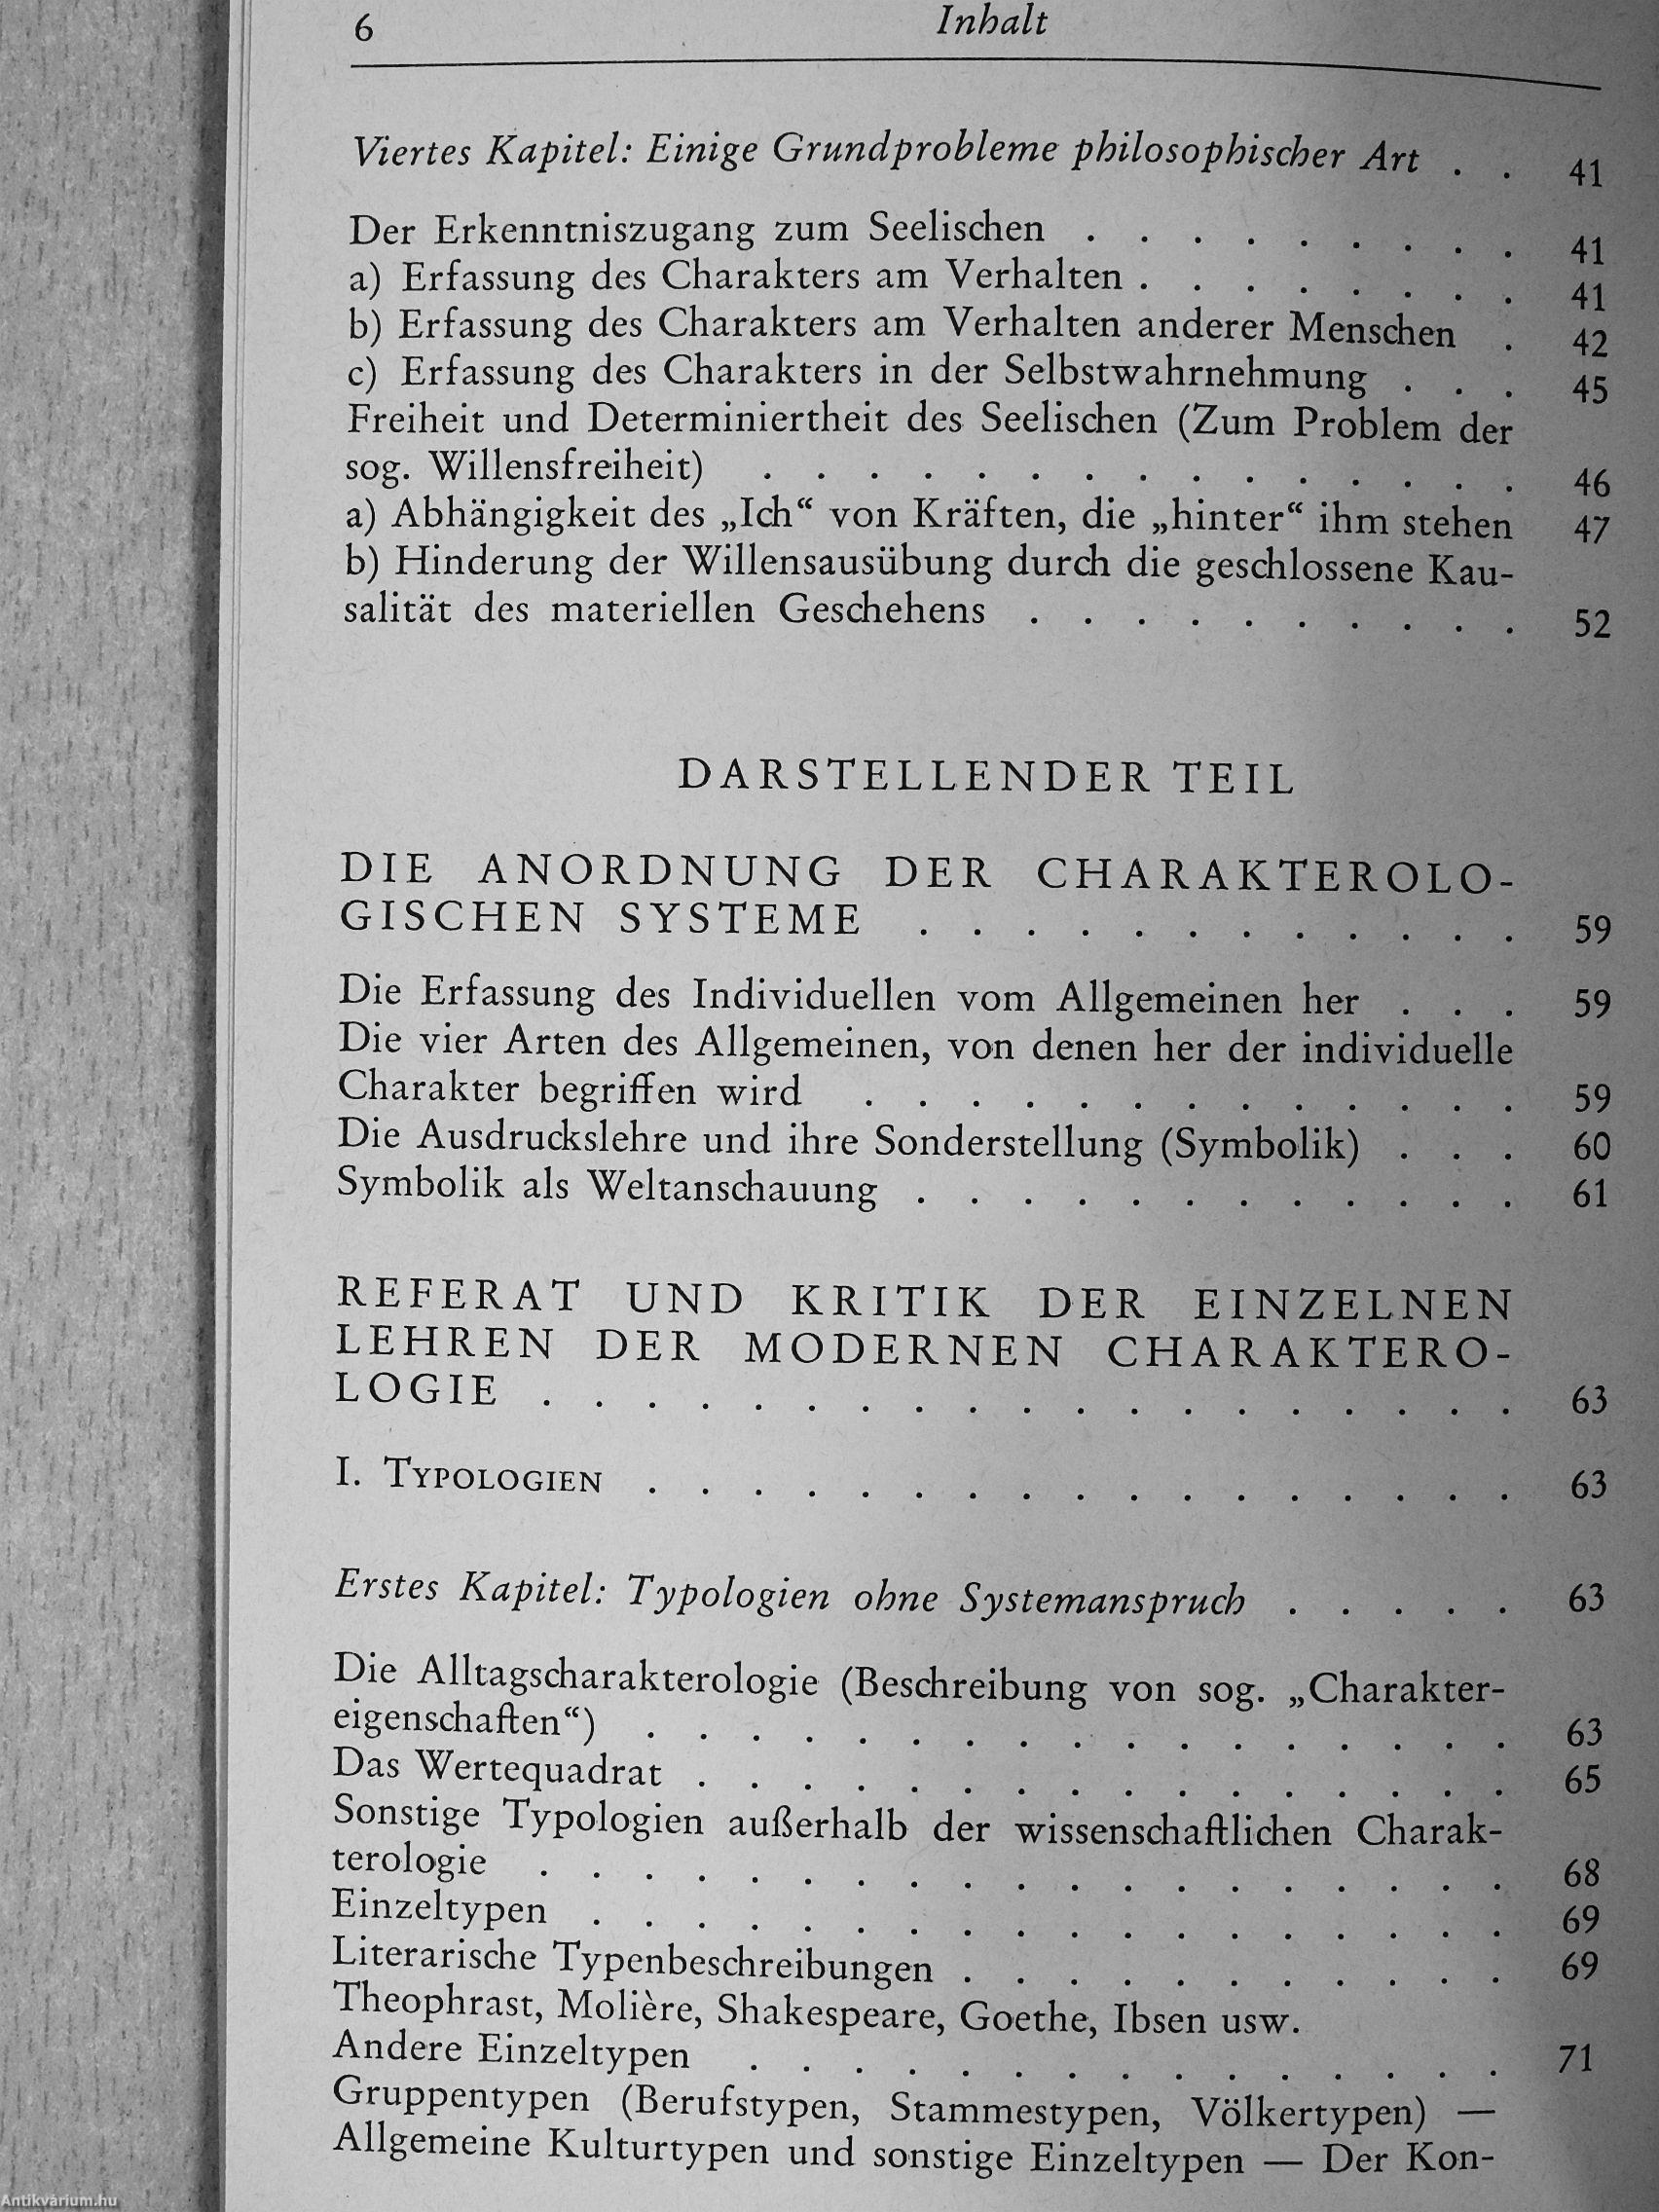 6 Inhalt
Viertes Kapitel: Einige Grundprobleme philosophischer Art . . 41
Der Erkenntniszugang zum Seelischen . . . . . . . . . 41
a) Erfassung des Charakters am Verhalten . . . . . . . . 41
b) Erfassung des Charakters am Verhalten anderer Menschen . 42
c) Erfassung des Charakters in der Selbstwahrnehmung . . . 45
Freiheit und Determiniertheit des Seelischen (Zum Problem der
sog. Willensfreiheit) . . . . . . . . . . . . . . . 46
a) Abhängigkeit des „Ich“ von Kräften, die „hinter“ ihm stehen 47
b) Hinderung der Willensausübung durch die geschlossene Kau-
salität des materiellen Geschehens . . . . . . . . . . 52
DARSTELLENDER TEIL
DIE ANORDNUNG DER CHARAKTEROLO-
GISCHEN SYSTEME . . . . . . . . . . . . 59
Die Erfassung des Individuellen vom Allgemeinen her . . . 59
Die vier Arten des Allgemeinen, von denen her der individuelle
Charakter begriffen wird . . . . . . . . . . . . . 59
Die Ausdruckslehre und ihre Sonderstellung (Symbolik) . . . 60
Symbolik als Weltanschauung . . . . . . . . . . . . 61
REFERAT UND KRITIK DER EINZELNEN
LEHREN DER MODERNEN CHARAKTERO-
LOGIE . . . . . . . . . . . . . . . . . . . 63
I. TYPOLOGIEN . . . . . . . . . . . . . . . . . 63
Erstes Kapitel: Typologien ohne Systemanspruch . . . . . 63
Die Alltagscharakterologie (Beschreibung von sog. „Charakter-
eigenschaften“) . . . . . . . . . . . . . . . . . 63
Das Wertequadrat . . . . . . . . . . . . . . . . 65
Sonstige Typologien außerhalb der wissenschaftlichen Charak-
terologie . . . . . . . . . . . . . . . . . . . 68
Einzeltypen . . . . . . . . . . . . . . . . . . 69
Literarische Typenbeschreibungen . . . . . . . . . . . 69
Theophrast, Molière, Shakespeare, Goethe, Ibsen usw.
Andere Einzeltypen . . . . . . . . . . . . . . . 71
Gruppentypen (Berufstypen, Stammestypen, Völkertypen) —
Allgemeine Kulturtypen und sonstige Einzeltypen — Der Kon-
Antikvárium.hu